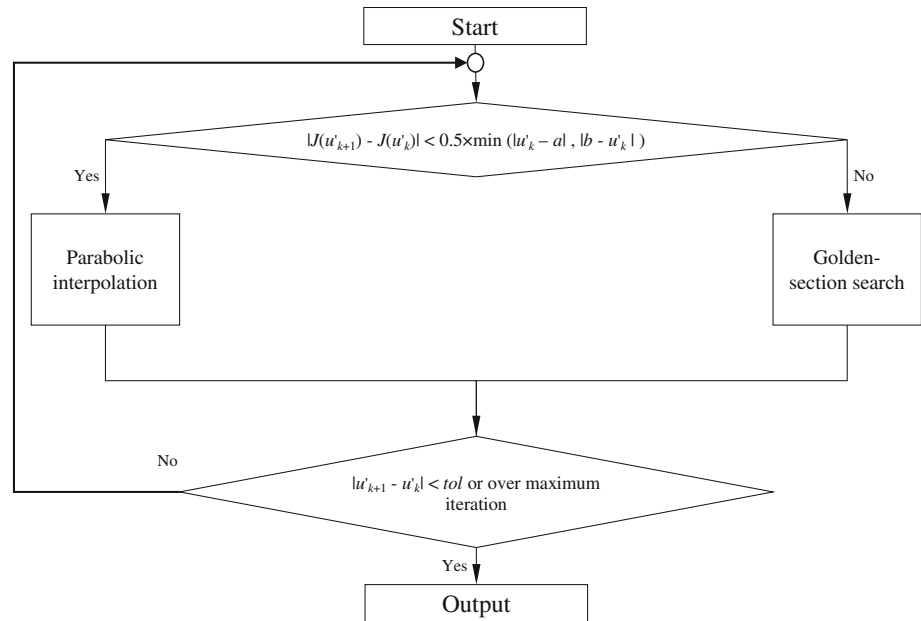 Start
|J(u'k+1) - J(u'k)| < 0.5×min (|u'k – a| , |b - u'k | )
Yes
No
Parabolic
interpolation
Golden-
section search
No
|u'k+1 - u'k| < tol or over maximum
iteration
Yes
Output